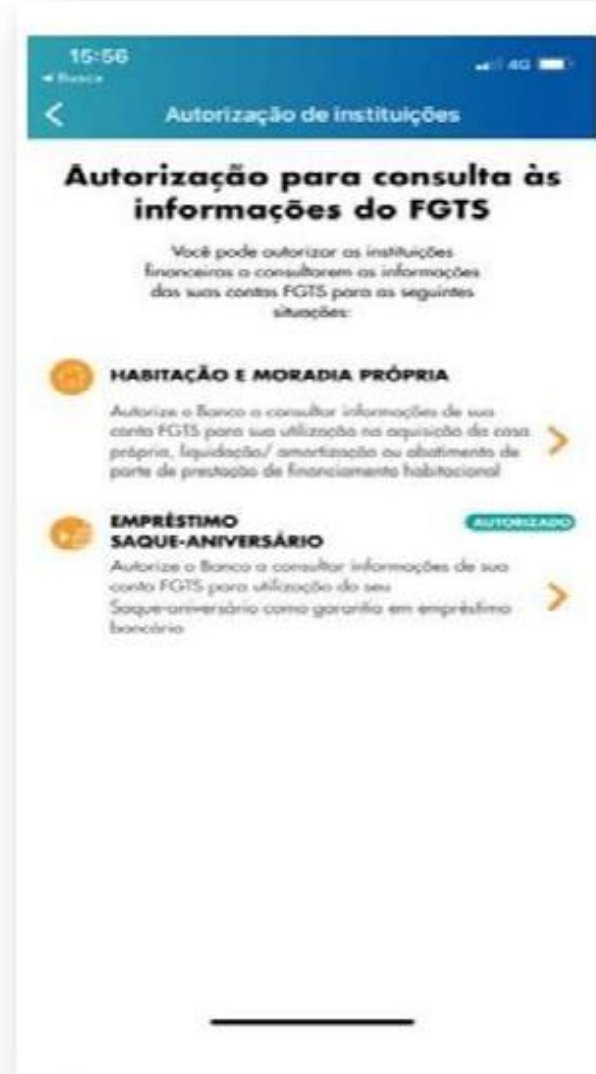 15:56
Busca
4G
Autorização de instituições
Autorização para consulta às
informações do FGTS
Você pode autorizar as instituições
financeiras a consultarem as informações
das suas contas FGTS para as seguintes
situações:
HABITAÇÃO E MORADIA PRÓPRIA
Autorize o Banco a consultar informações de sua
conta FGTS para sua utilização na aquisição da casa
própria, liquidação/ amortização ou abatimento de
parte de prestação de financiamento habitacional
EMPRÉSTIMO
SAQUE-ANIVERSÁRIO
AUTORIZADO
Autorize o Banco a consultar informações de sua
conta FGTS para utilização do seu
Saque-aniversário como garantia em empréstimo
bancário